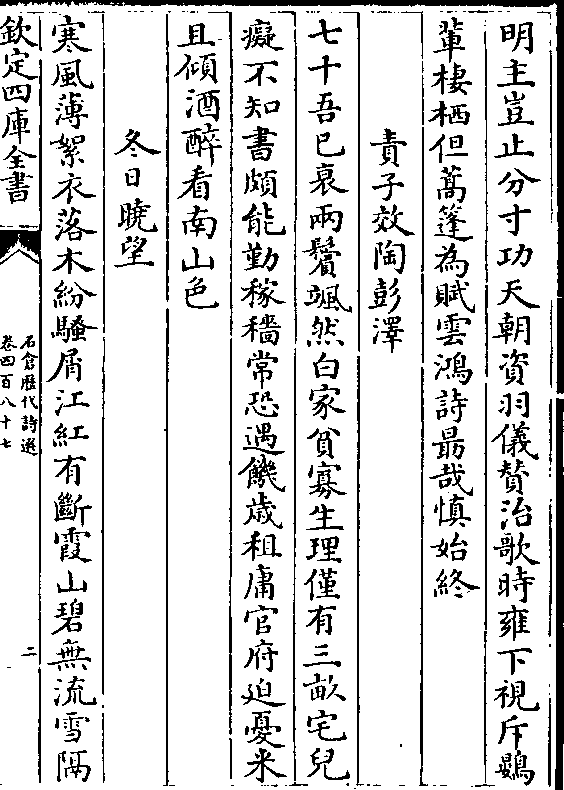 明主豈止分寸功天朝資羽儀贊治歌時雍下視斥鷃
輩棲栖但蒿篷為賦雲鴻詩勗哉慎始終
責子效陶彭澤
七十吾已衰兩鬢颯然白家貧寡生理僅有三畝宅兒
癡不知書頗能勤稼穡常恐遇饑歳租庸官府迫憂来
且傾酒醉看南山色
冬日曉望
寒風薄絮衣落木紛騷屑江紅有斷霞山碧無流雪隔
欽定四庫全書
石倉歴代詩選
卷四百八十七
二